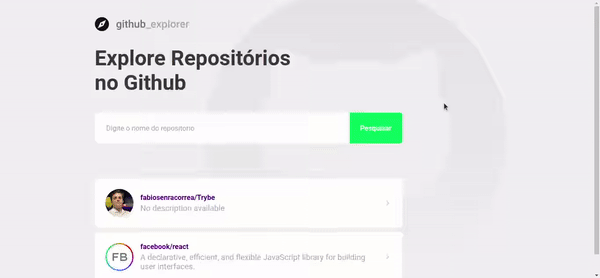 github_explorer
Explore Repositórios
no Github
Digite o nome do repositorio
Pesquisar
fabiosenracorrea/Trybe
No description available
FB
facebook/react
A declarative, efficient, and flexible JavaScript library for building
user interfaces.